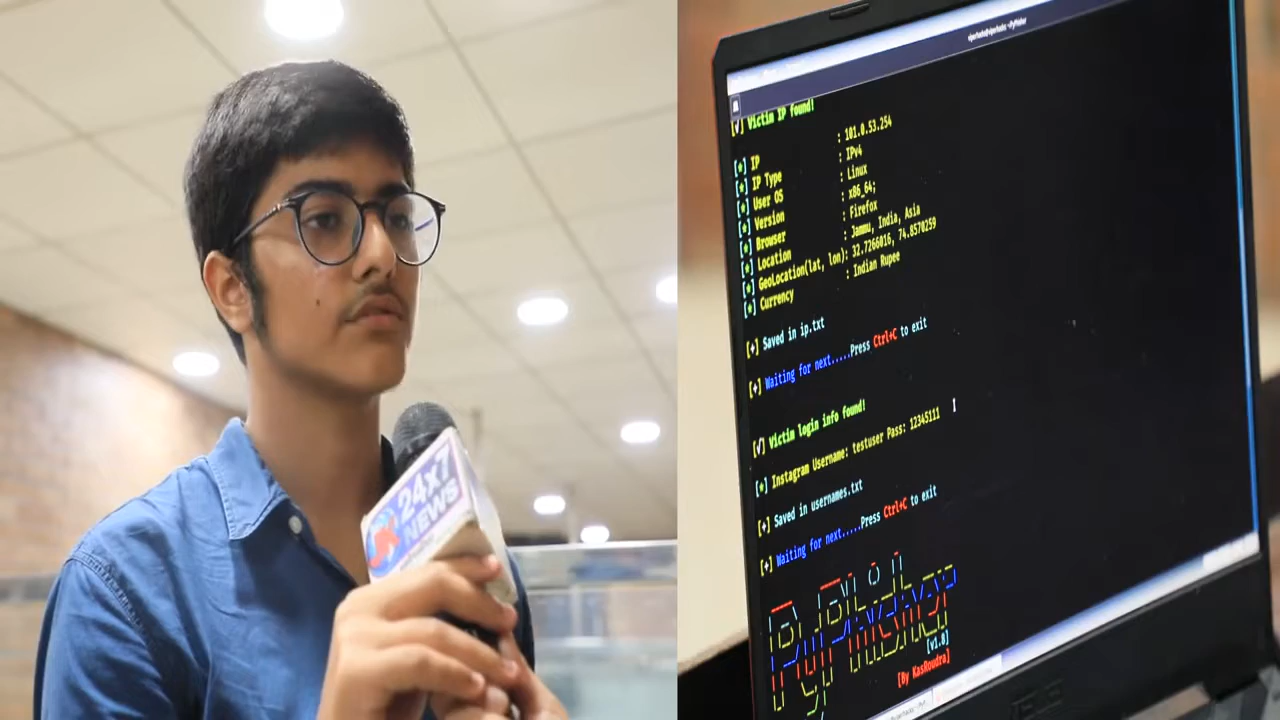 24x7
NEWS
JK
[√] Victim IP found!
[*] IP : 101.0.53.254
[*] IP Type : IPv4
[*] User OS : Linux
[*] Version : x86_64;
[*] Browser : Firefox
[*] Location : Jammu, India, Asia
[*] GeoLocation(lat, lon): 32.7266016, 74.8570259
[*] Currency : Indian Rupee
[+] Saved in ip.txt
[+] Waiting for next.....Press Ctrl+C to exit
[√] Victim login info found!
[*] Instagram Username: testuser Pass: 12345111
[+] Saved in usernames.txt
[+] Waiting for next.....Press Ctrl+C to exit
PyPhisher
[v1.0]
[By KasRoudra]